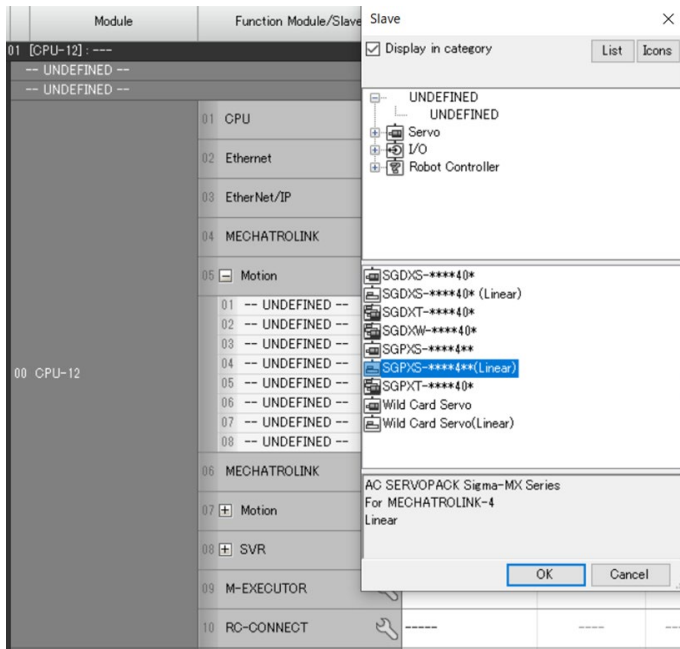 Module
Function Module/Slave
01 [CPU-12] : ---
-- UNDEFINED --
-- UNDEFINED --
00 CPU-12
01 CPU
02 Ethernet
03 EtherNet/IP
04 MECHATROLINK
05 Motion
01 -- UNDEFINED --
02 -- UNDEFINED --
03 -- UNDEFINED --
04 -- UNDEFINED --
05 -- UNDEFINED --
06 -- UNDEFINED --
07 -- UNDEFINED --
08 -- UNDEFINED --
06 MECHATROLINK
07 Motion
08 SVR
09 M-EXECUTOR
10 RC-CONNECT
-----
----
---
Slave
Display in category
List
Icons
UNDEFINED
UNDEFINED
Servo
I/O
Robot Controller
SGDXS-****40*
SGDXS-****40* (Linear)
SGDXT-****40*
SGDXW-****40*
SGPXS-****4**
SGPXS-****4**(Linear)
SGPXT-****40*
Wild Card Servo
Wild Card Servo(Linear)
AC SERVOPACK Sigma-MX Series
For MECHATROLINK-4
Linear
OK
Cancel